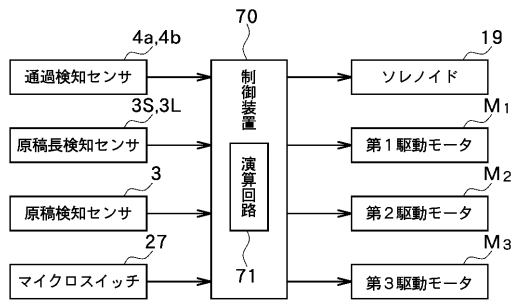 4a,4b
通過検知センサ
3S,3L
原稿長検知センサ
3
原稿検知センサ
27
マイクロスイッチ
70
制御装置
演算回路
71
19
ソレノイド
M1
第1駆動モータ
M2
第2駆動モータ
M3
第3駆動モータ